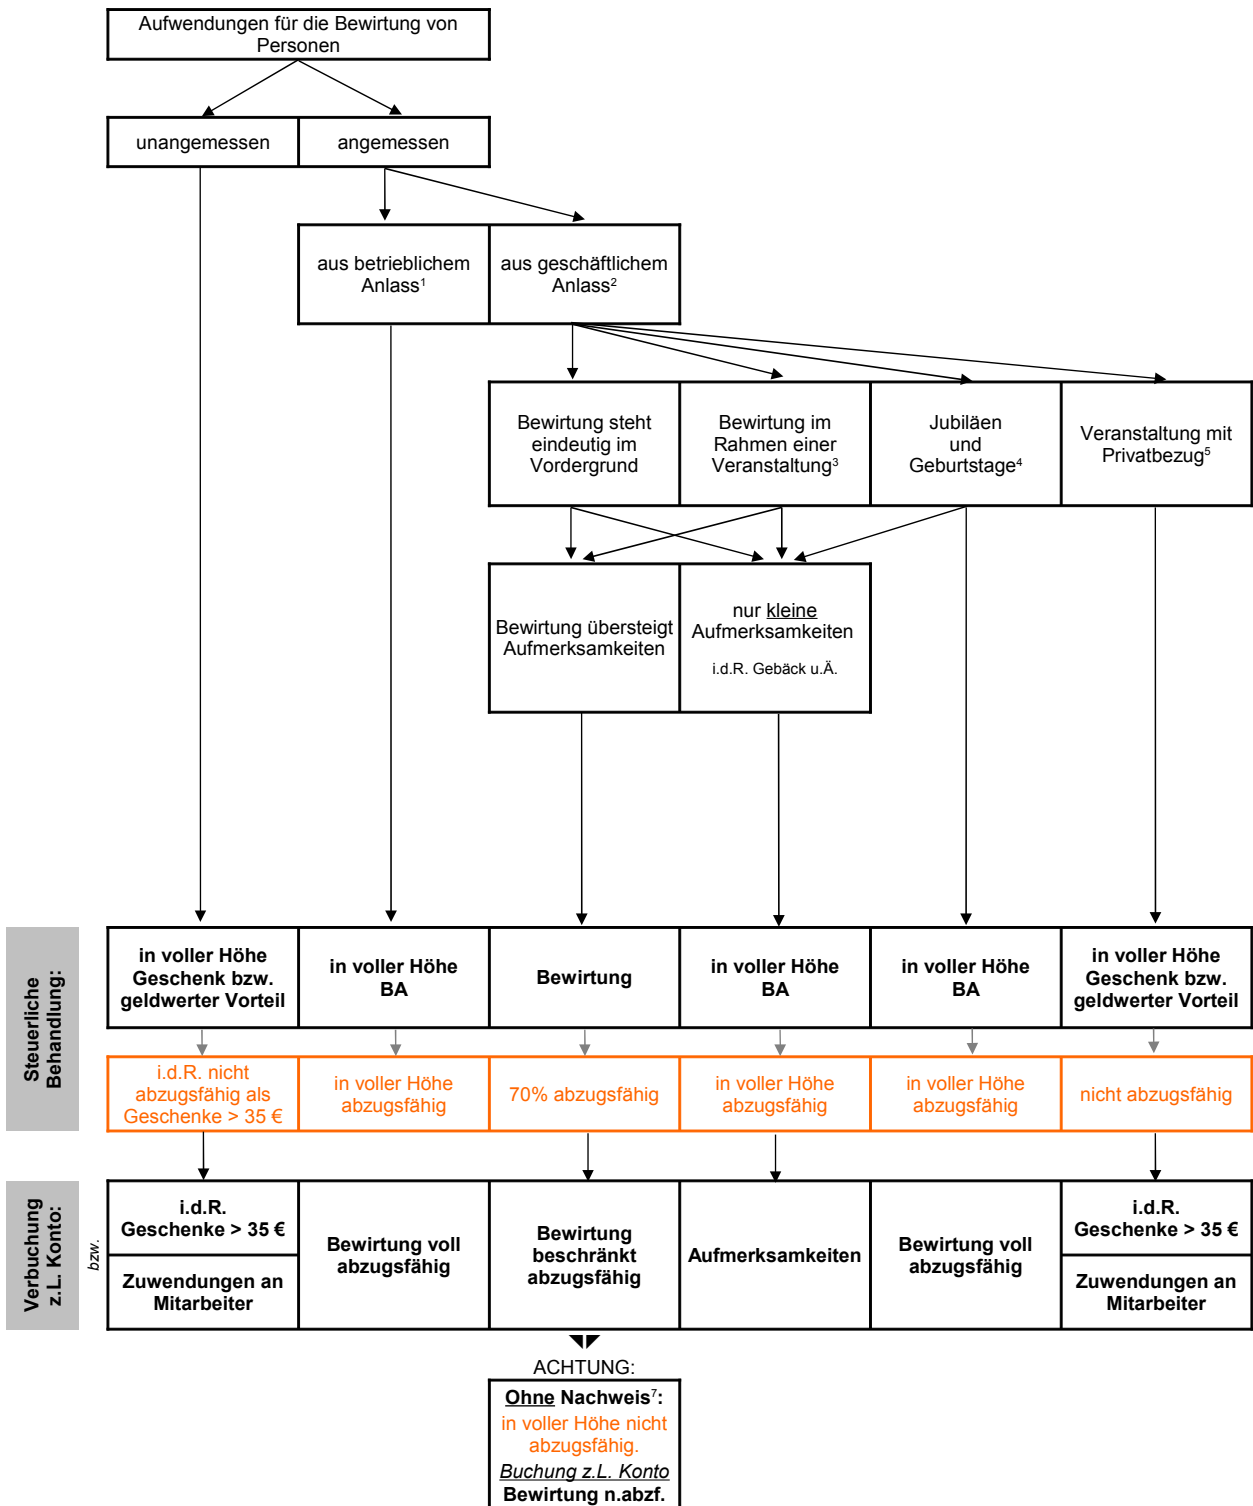 Aufwendungen für die Bewirtung von
Personen
unangemessen
angemessen
aus betrieblichem
Anlass¹
aus geschäftlichem
Anlass²
Bewirtung steht
eindeutig im
Vordergrund
Bewirtung im
Rahmen einer
Veranstaltung³
Jubiläen
und
Geburtstage⁴
Veranstaltung mit
Privatbezug⁵
Bewirtung übersteigt
Aufmerksamkeiten
nur kleine
Aufmerksamkeiten
i.d.R. Gebäck u.Ä.
Steuerliche
Behandlung:
in voller Höhe
Geschenk bzw.
geldwerter Vorteil
in voller Höhe
BA
Bewirtung
in voller Höhe
BA
in voller Höhe
BA
in voller Höhe
Geschenk bzw.
geldwerter Vorteil
i.d.R. nicht
abzugsfähig als
Geschenke > 35 €
in voller Höhe
abzugsfähig
70% abzugsfähig
in voller Höhe
abzugsfähig
in voller Höhe
abzugsfähig
nicht abzugsfähig
Verbuchung
z.L. Konto:
bzw.
i.d.R.
Geschenke > 35 €
Zuwendungen an
Mitarbeiter
Bewirtung voll
abzugsfähig
Bewirtung
beschränkt
abzugsfähig
Aufmerksamkeiten
Bewirtung voll
abzugsfähig
i.d.R.
Geschenke > 35 €
Zuwendungen an
Mitarbeiter
ACHTUNG:
Ohne Nachweis⁷:
in voller Höhe nicht
abzugsfähig.
Buchung z.L. Konto
Bewirtung n.abzf.